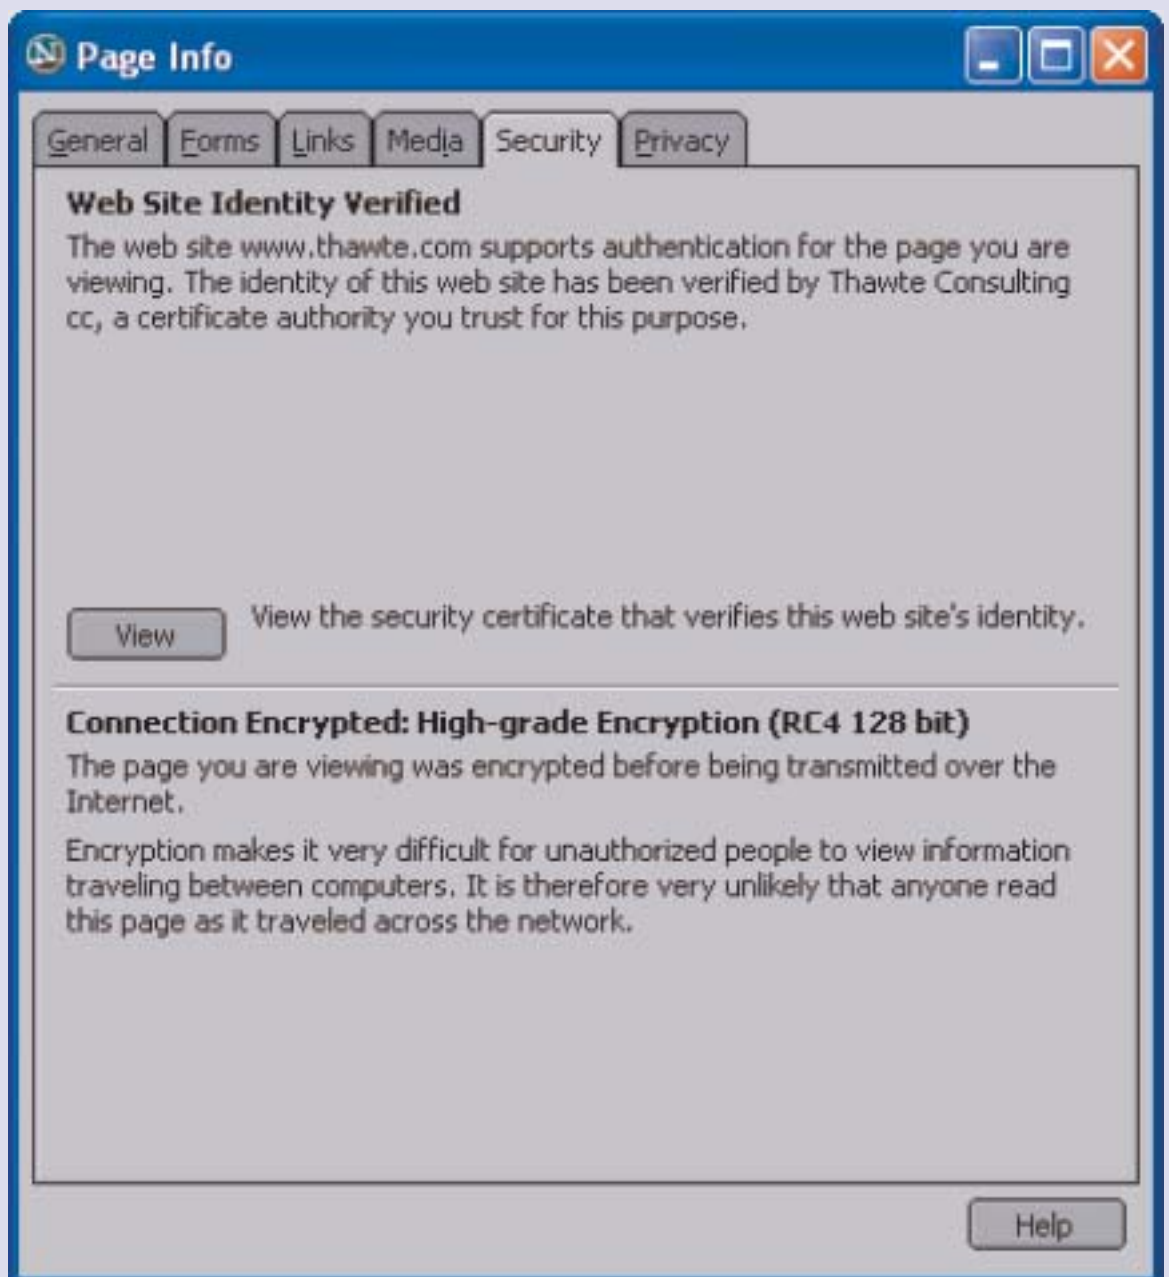 Page Info
General Forms Links Media Security Privacy
Web Site Identity Verified
The web site www.thawte.com supports authentication for the page you are
viewing. The identity of this web site has been verified by Thawte Consulting
cc, a certificate authority you trust for this purpose.
View
View the security certificate that verifies this web site's identity.
Connection Encrypted: High-grade Encryption (RC4 128 bit)
The page you are viewing was encrypted before being transmitted over the
Internet.
Encryption makes it very difficult for unauthorized people to view information
traveling between computers. It is therefore very unlikely that anyone read
this page as it traveled across the network.
Help